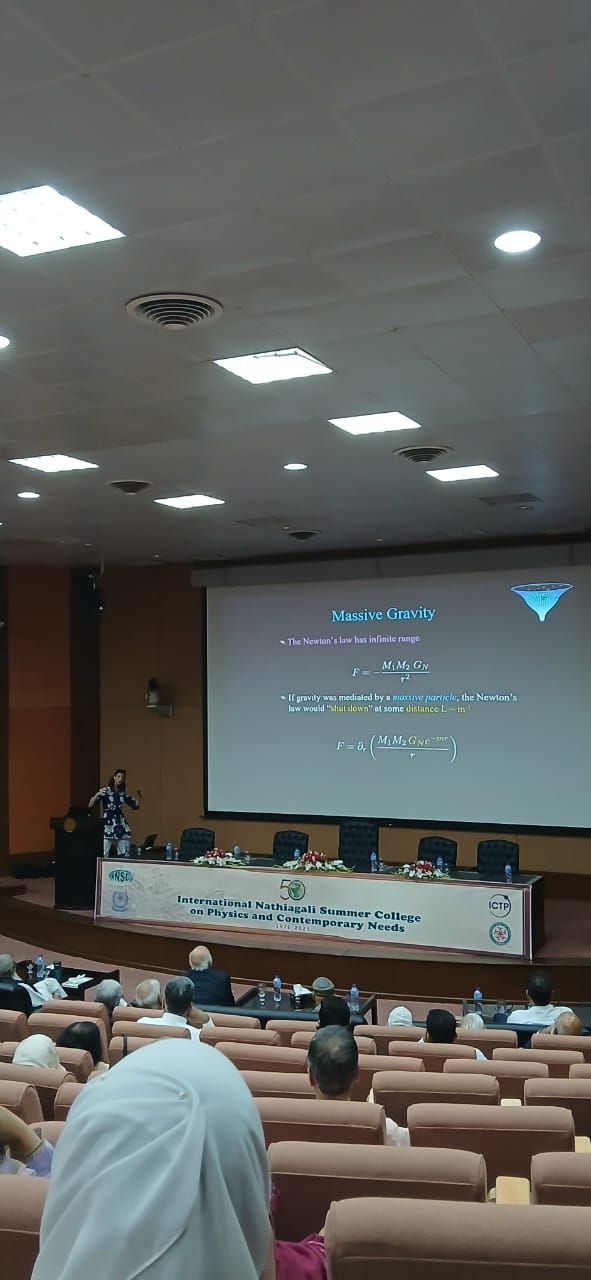 Massive Gravity
The Newton's law has infinite range
F = - M₁M₂ G_N / r²
If gravity was mediated by a massive particle, the Newton's
law would "shut down" at some distance L ~ m⁻¹
F = ∂ᵣ ( M₁M₂ G_N e^{-mr} / r )
INSC
50
International Nathiagali Summer College
on Physics and Contemporary Needs
1976-2025
ICTP